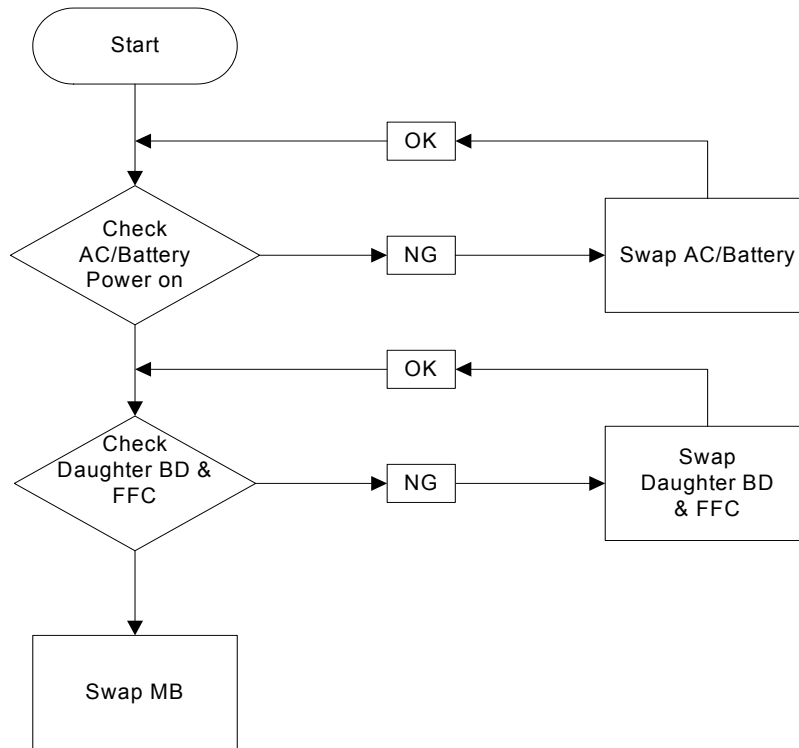 Start
OK
Check
AC/Battery
Power on
NG
Swap AC/Battery
OK
Check
Daughter BD &
FFC
NG
Swap
Daughter BD
& FFC
Swap MB